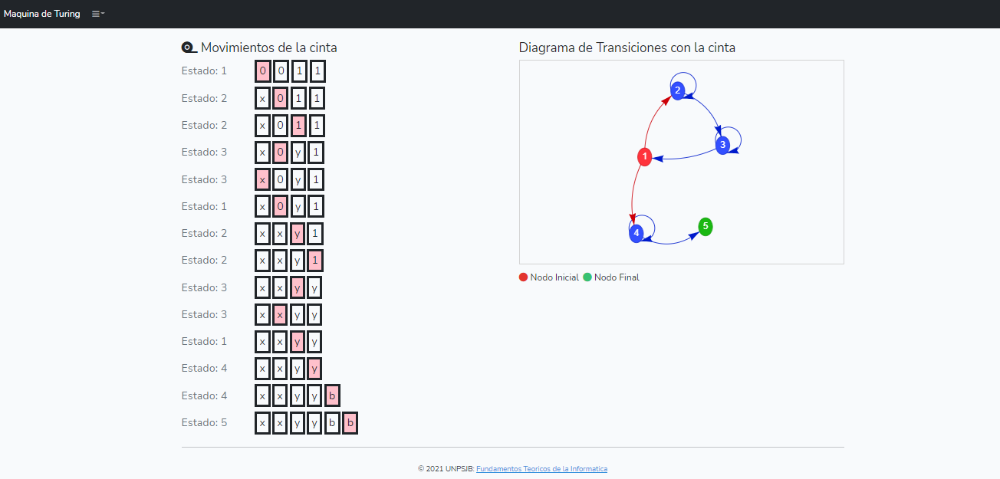 Maquina de Turing
Movimientos de la cinta
Estado: 1 0 0 1 1
Estado: 2 x 0 1 1
Estado: 2 x 0 1 1
Estado: 3 x 0 y 1
Estado: 3 x 0 y 1
Estado: 1 x 0 y 1
Estado: 2 x x y 1
Estado: 2 x x y 1
Estado: 3 x x y y
Estado: 3 x x y y
Estado: 1 x x y y
Estado: 4 x x y y
Estado: 4 x x y y b
Estado: 5 x x y y b b
Diagrama de Transiciones con la cinta
2
3
1
5
4
Nodo Inicial Nodo Final
© 2021 UNPSJB: Fundamentos Teoricos de la Informatica